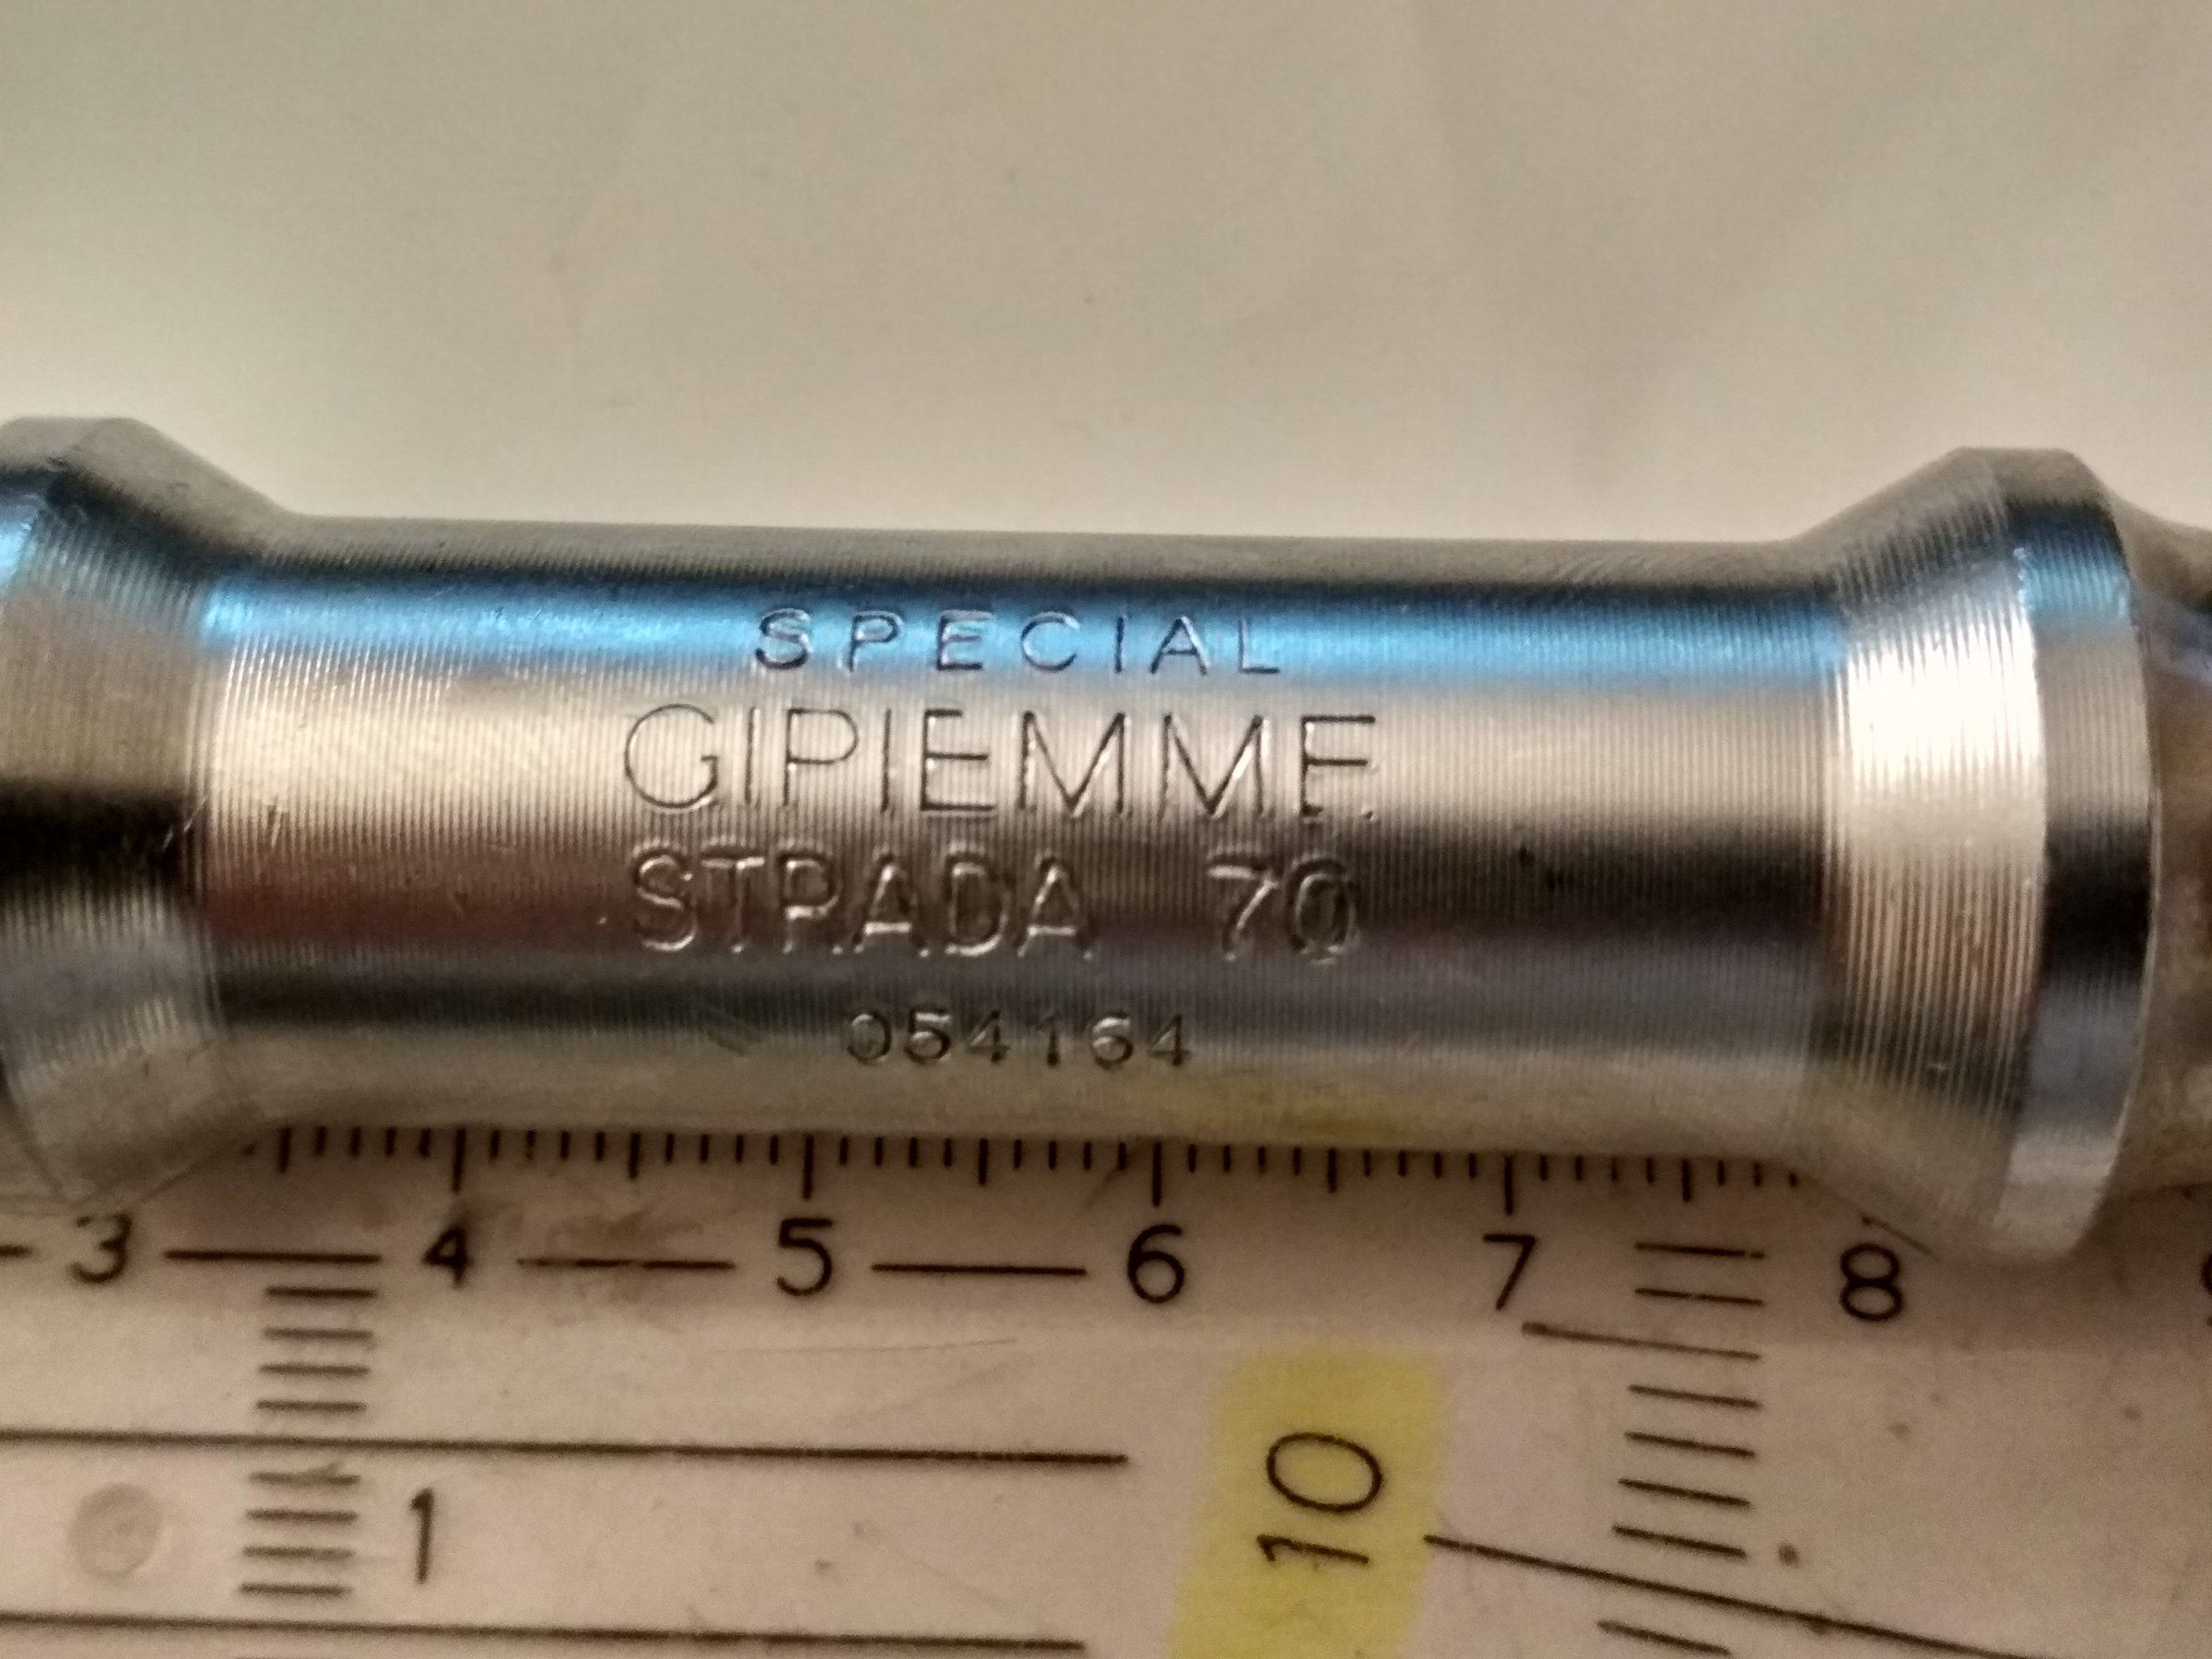 SPECIAL
GIPIEMME
STRADA 70
054164
3 4 5 6 7 8
10
1